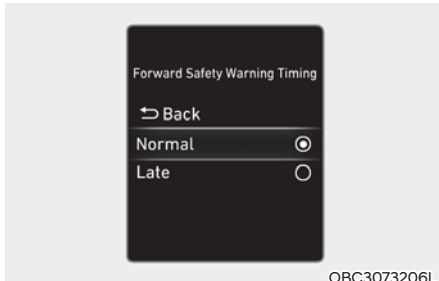 Forward Safety Warning Timing
Back
Normal
Late
OBC3073206L